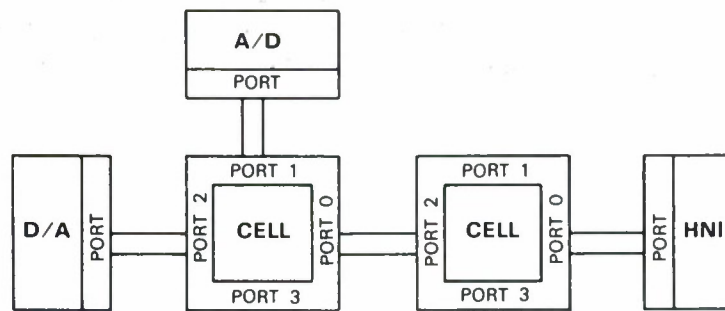 A/D
PORT
D/A
PORT
PORT 1
PORT 2
CELL
PORT 0
PORT 3
PORT 1
PORT 2
CELL
PORT 0
PORT 3
PORT
HNI